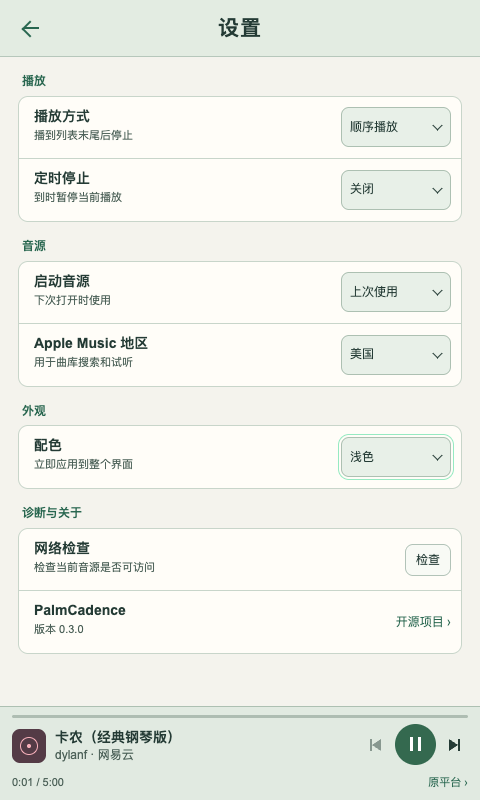 设置
播放
播放方式
播到列表末尾后停止
顺序播放
定时停止
到时暂停当前播放
关闭
音源
启动音源
下次打开时使用
上次使用
Apple Music 地区
用于曲库搜索和试听
美国
外观
配色
立即应用到整个界面
浅色
诊断与关于
网络检查
检查当前音源是否可访问
检查
PalmCadence
版本 0.3.0
开源项目 ›
卡农（经典钢琴版）
dylanf · 网易云
0:01 / 5:00
原平台 ›